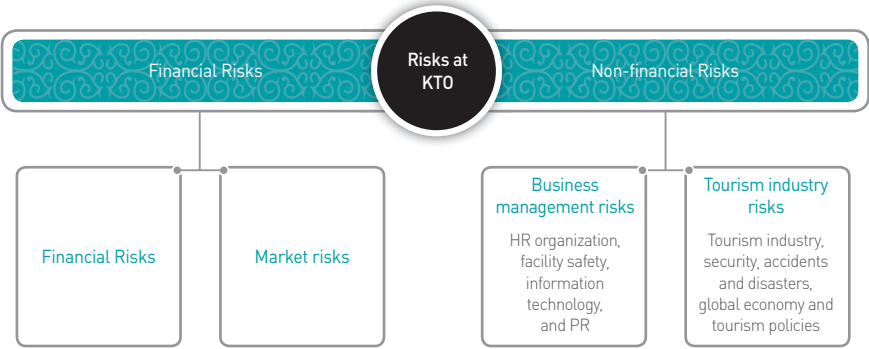 Risks at
KTO
Financial Risks
Non-financial Risks
Financial Risks
Market risks
Business
management risks
HR organization,
facility safety,
information
technology,
and PR
Tourism industry
risks
Tourism industry,
security, accidents
and disasters,
global economy and
tourism policies